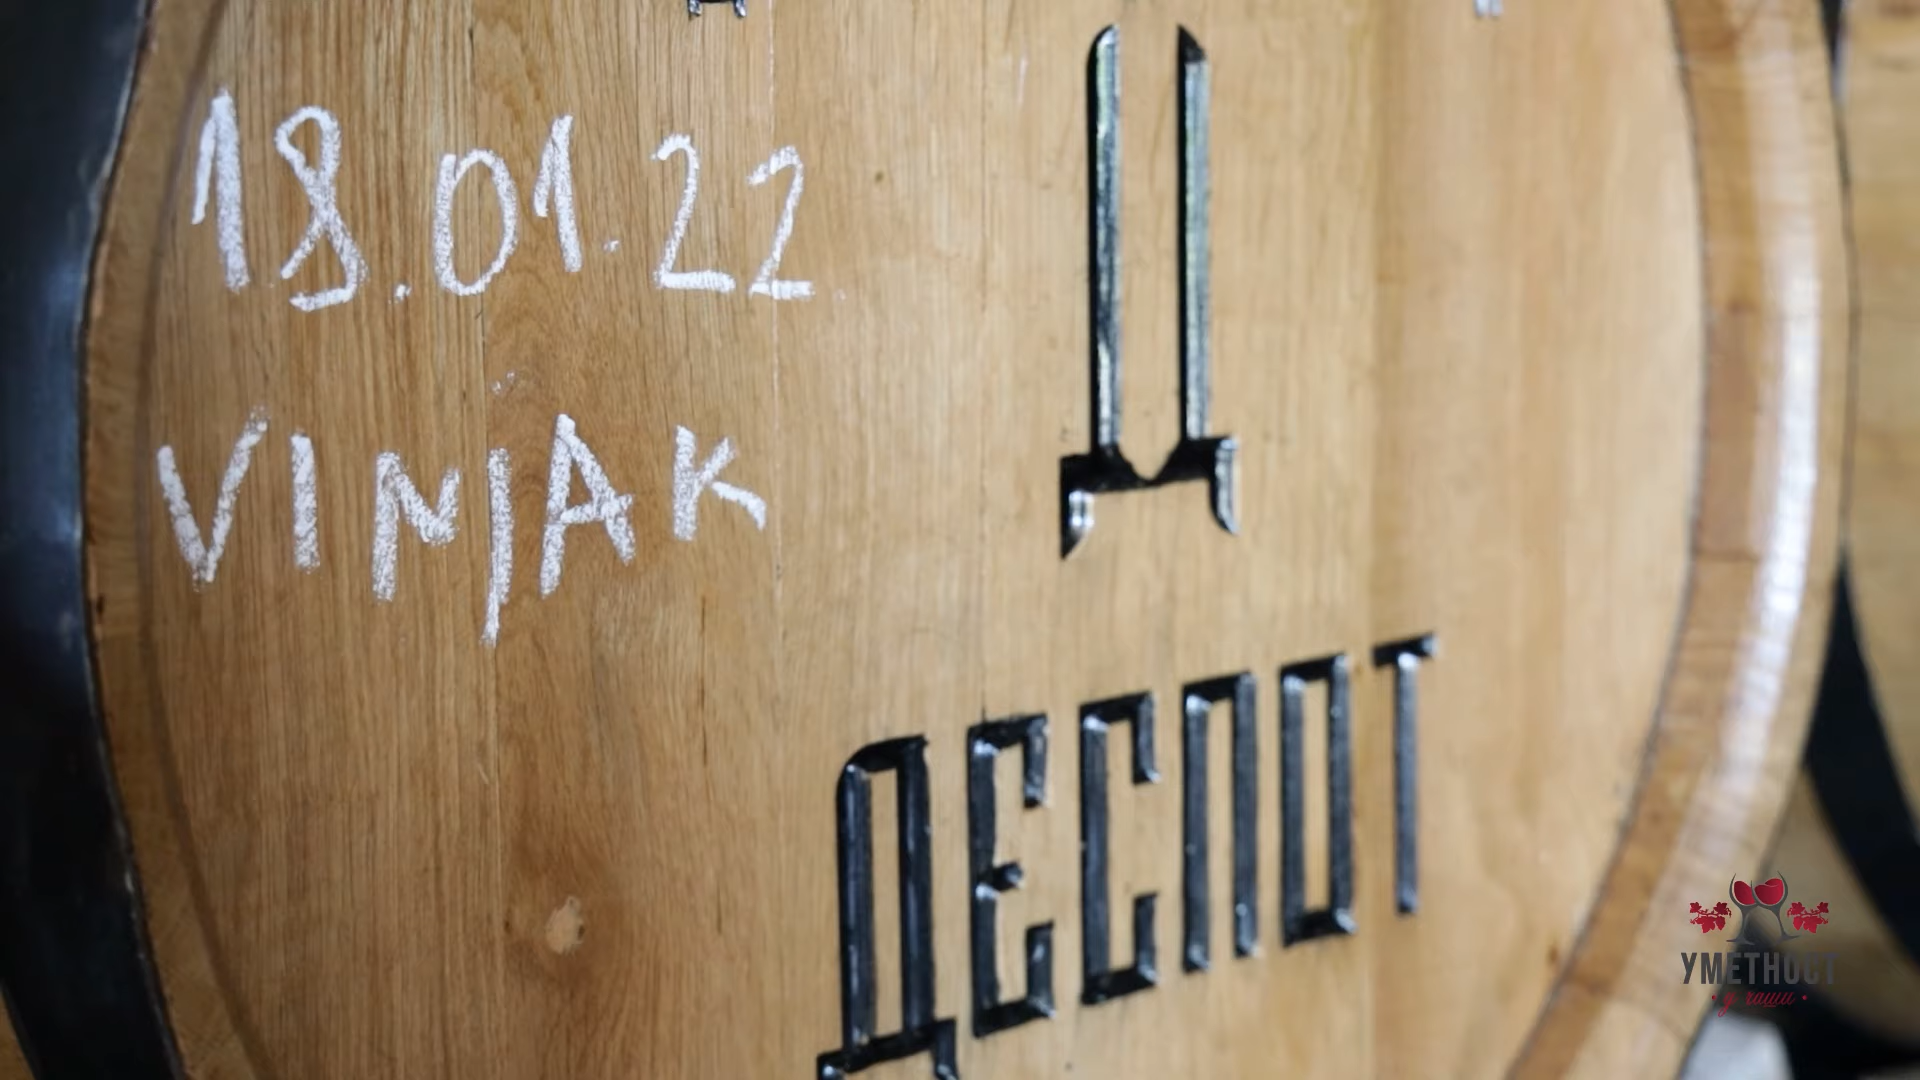 18.01.22
VINJAK
Д
ДЕСПОТ
УМЕТНОСТ
у чаши